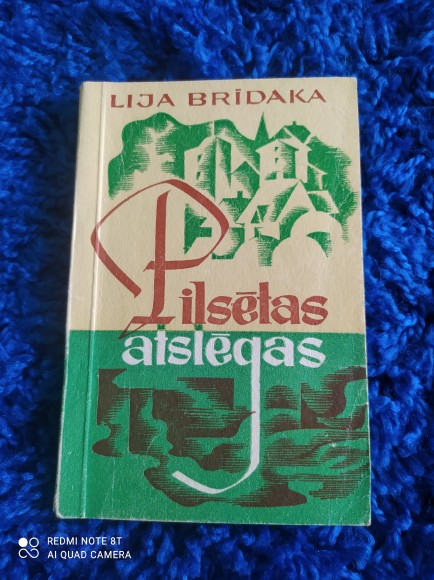 LIJA BRĪDAKA
Pilsētas
atslēgas
REDMI NOTE 8T
AI QUAD CAMERA